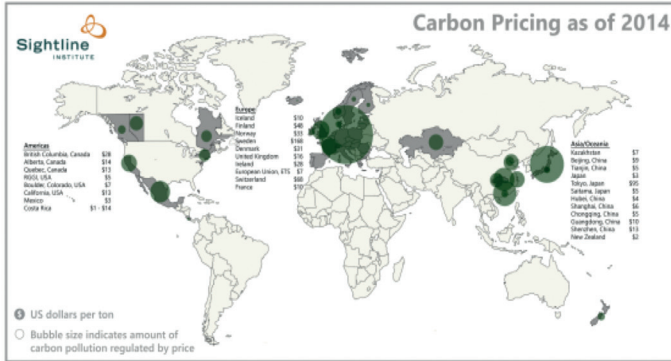 Carbon Pricing as of 2014
Sightline
INSTITUTE
Americas
British Columbia, Canada $28
Alberta, Canada $14
Quebec, Canada $13
RGGI, USA $5
Boulder, Colorado, USA $7
California, USA $13
Mexico $3
Costa Rica $1 - $14
Europe
Iceland $10
Finland $48
Norway $33
Sweden $168
Denmark $31
United Kingdom $16
Ireland $28
European Union, ETS $7
Switzerland $68
France $10
Asia/Oceania
Kazakhstan $7
Beijing, China $9
Tianjin, China $5
Japan $3
Tokyo, Japan $95
Saitama, Japan $5
Hubei, China $4
Shanghai, China $6
Chongqing, China $5
Guangdong, China $10
Shenzhen, China $13
New Zealand $2
$ US dollars per ton
Bubble size indicates amount of
carbon pollution regulated by price